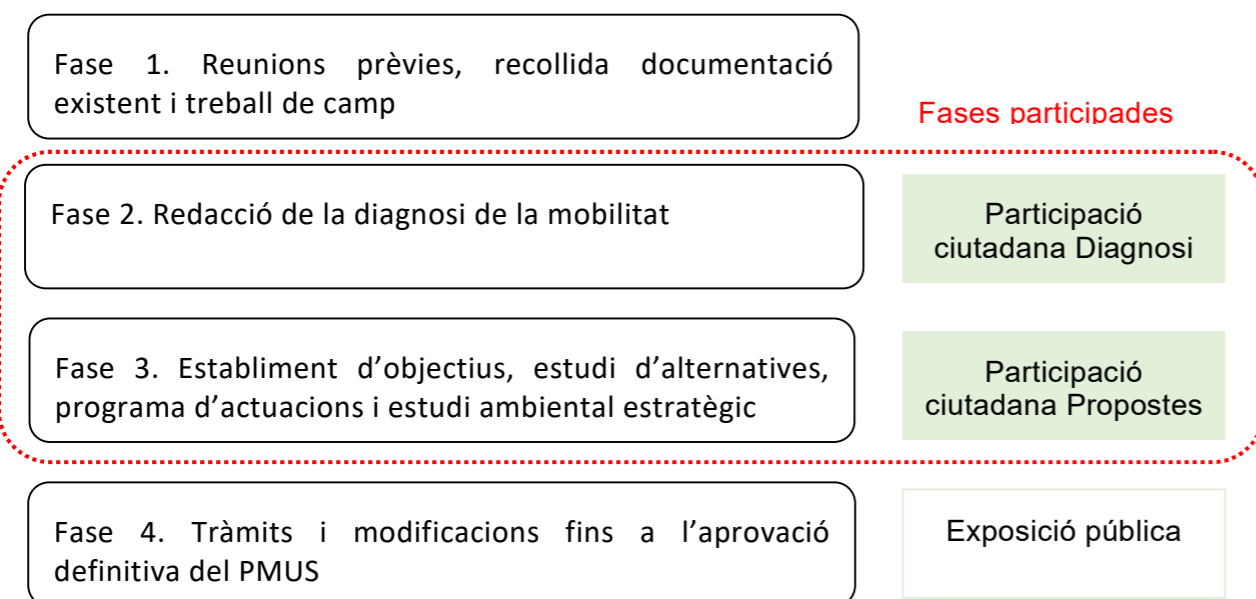 Fase 1. Reunions prèvies, recollida documentació
existent i treball de camp
Fases participades
Fase 2. Redacció de la diagnosi de la mobilitat
Participació
ciutadana Diagnosi
Fase 3. Establiment d’objectius, estudi d’alternatives,
programa d’actuacions i estudi ambiental estratègic
Participació
ciutadana Propostes
Fase 4. Tràmits i modificacions fins a l’aprovació
definitiva del PMUS
Exposició pública